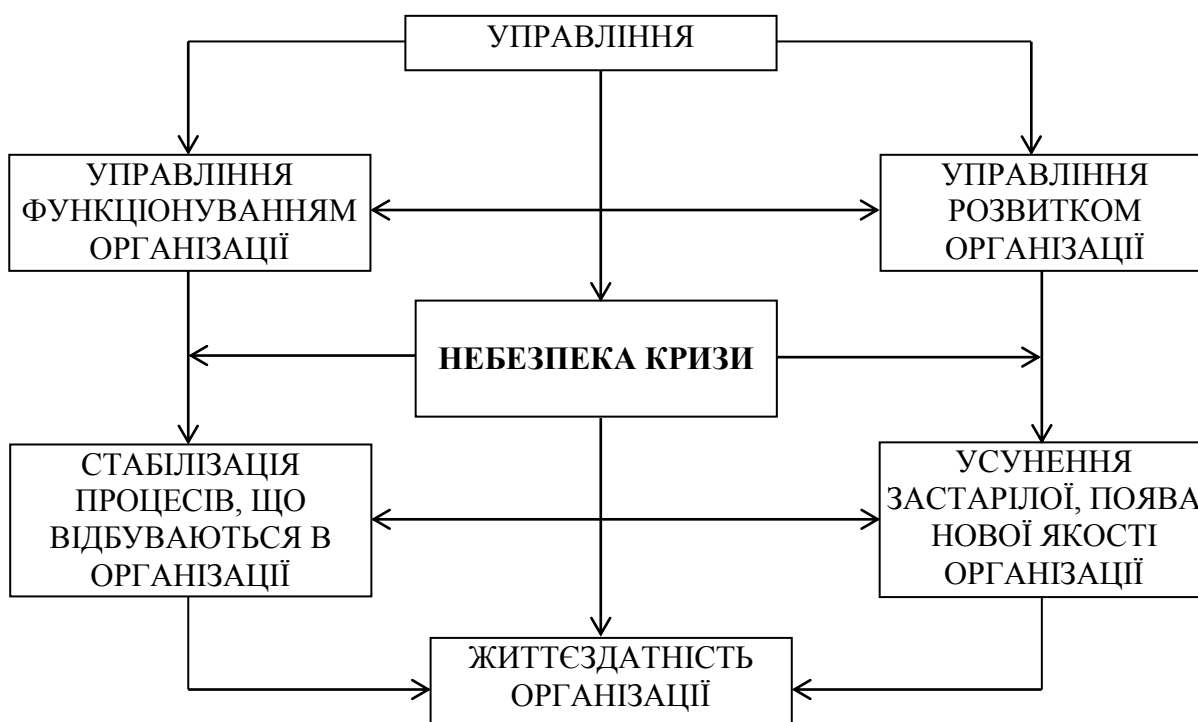 УПРАВЛІННЯ
УПРАВЛІННЯ
ФУНКЦІОНУВАННЯМ
ОРГАНІЗАЦІЇ
УПРАВЛІННЯ
РОЗВИТКОМ
ОРГАНІЗАЦІЇ
НЕБЕЗПЕКА КРИЗИ
СТАБІЛІЗАЦІЯ
ПРОЦЕСІВ, ЩО
ВІДБУВАЮТЬСЯ В
ОРГАНІЗАЦІЇ
УСУНЕННЯ
ЗАСТАРІЛОЇ, ПОЯВА
НОВОЇ ЯКОСТІ
ОРГАНІЗАЦІЇ
ЖИТТЄЗДАТНІСТЬ
ОРГАНІЗАЦІЇ